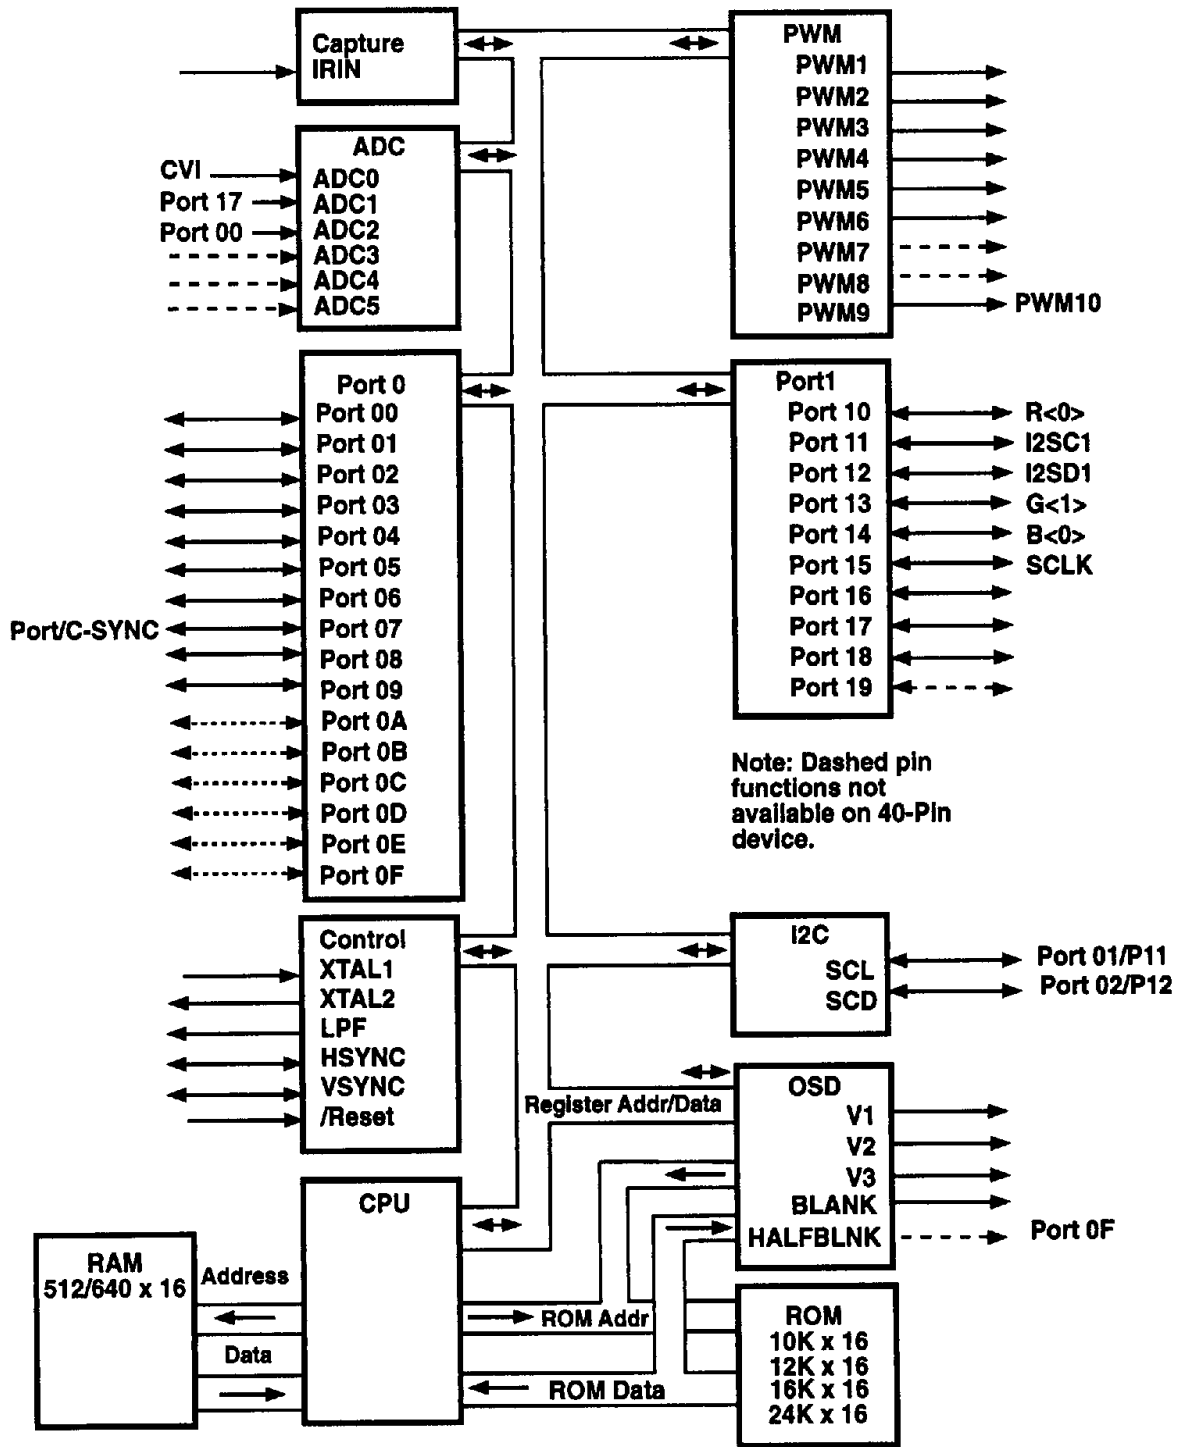 Capture
IRIN
ADC
CVI
ADC0
Port 17
ADC1
Port 00
ADC2
ADC3
ADC4
ADC5
PWM
PWM1
PWM2
PWM3
PWM4
PWM5
PWM6
PWM7
PWM8
PWM9
PWM10
Port 0
Port 00
Port 01
Port 02
Port 03
Port 04
Port 05
Port 06
Port/C-SYNC
Port 07
Port 08
Port 09
Port 0A
Port 0B
Port 0C
Port 0D
Port 0E
Port 0F
Port1
Port 10
R<0>
Port 11
I2SC1
Port 12
I2SD1
Port 13
G<1>
Port 14
B<0>
Port 15
SCLK
Port 16
Port 17
Port 18
Port 19
Note: Dashed pin
functions not
available on 40-Pin
device.
Control
XTAL1
XTAL2
LPF
HSYNC
VSYNC
/Reset
I2C
SCL
Port 01/P11
SCD
Port 02/P12
Register Addr/Data
OSD
V1
V2
V3
BLANK
HALFBLNK
Port 0F
CPU
RAM
512/640 x 16
Address
Data
ROM Addr
ROM Data
ROM
10K x 16
12K x 16
16K x 16
24K x 16